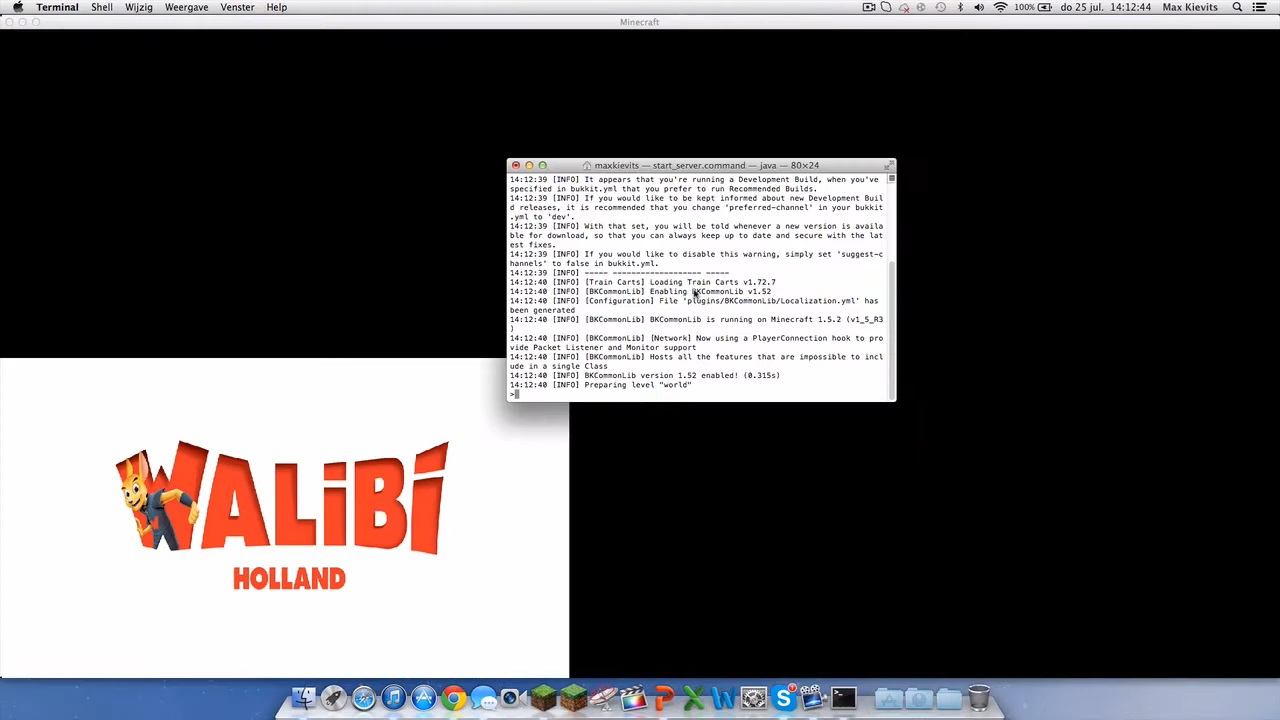 Terminal Shell Wijzig Weergave Venster Help 100% do 25 jul. 14:12:44 Max Kievits
Minecraft
maxkievits — start_server.command — java — 80×24
14:12:39 [INFO] It appears that you're running a Development Build, when you've
specified in bukkit.yml that you prefer to run Recommended Builds.
14:12:39 [INFO] If you would like to be kept informed about new Development Buil
d releases, it is recommended that you change 'preferred-channel' in your bukkit
.yml to 'dev'.
14:12:39 [INFO] With that set, you will be told whenever a new version is availa
ble for download, so that you can always keep up to date and secure with the lat
est fixes.
14:12:39 [INFO] If you would like to disable this warning, simply set 'suggest-c
hannels' to false in bukkit.yml.
14:12:39 [INFO] ----- ------------------- -----
14:12:40 [INFO] [Train Carts] Loading Train Carts v1.72.7
14:12:40 [INFO] [BKCommonLib] Enabling BKCommonLib v1.52
14:12:40 [INFO] [Configuration] File 'plugins/BKCommonLib/Localization.yml' has
been generated
14:12:40 [INFO] [BKCommonLib] BKCommonLib is running on Minecraft 1.5.2 (v1_5_R3
)
14:12:40 [INFO] [BKCommonLib] [Network] Now using a PlayerConnection hook to pro
vide Packet Listener and Monitor support
14:12:40 [INFO] [BKCommonLib] Hosts all the features that are impossible to incl
ude in a single Class
14:12:40 [INFO] BKCommonLib version 1.52 enabled! (0.315s)
14:12:40 [INFO] Preparing level "world"
>
WALiBi
HOLLAND